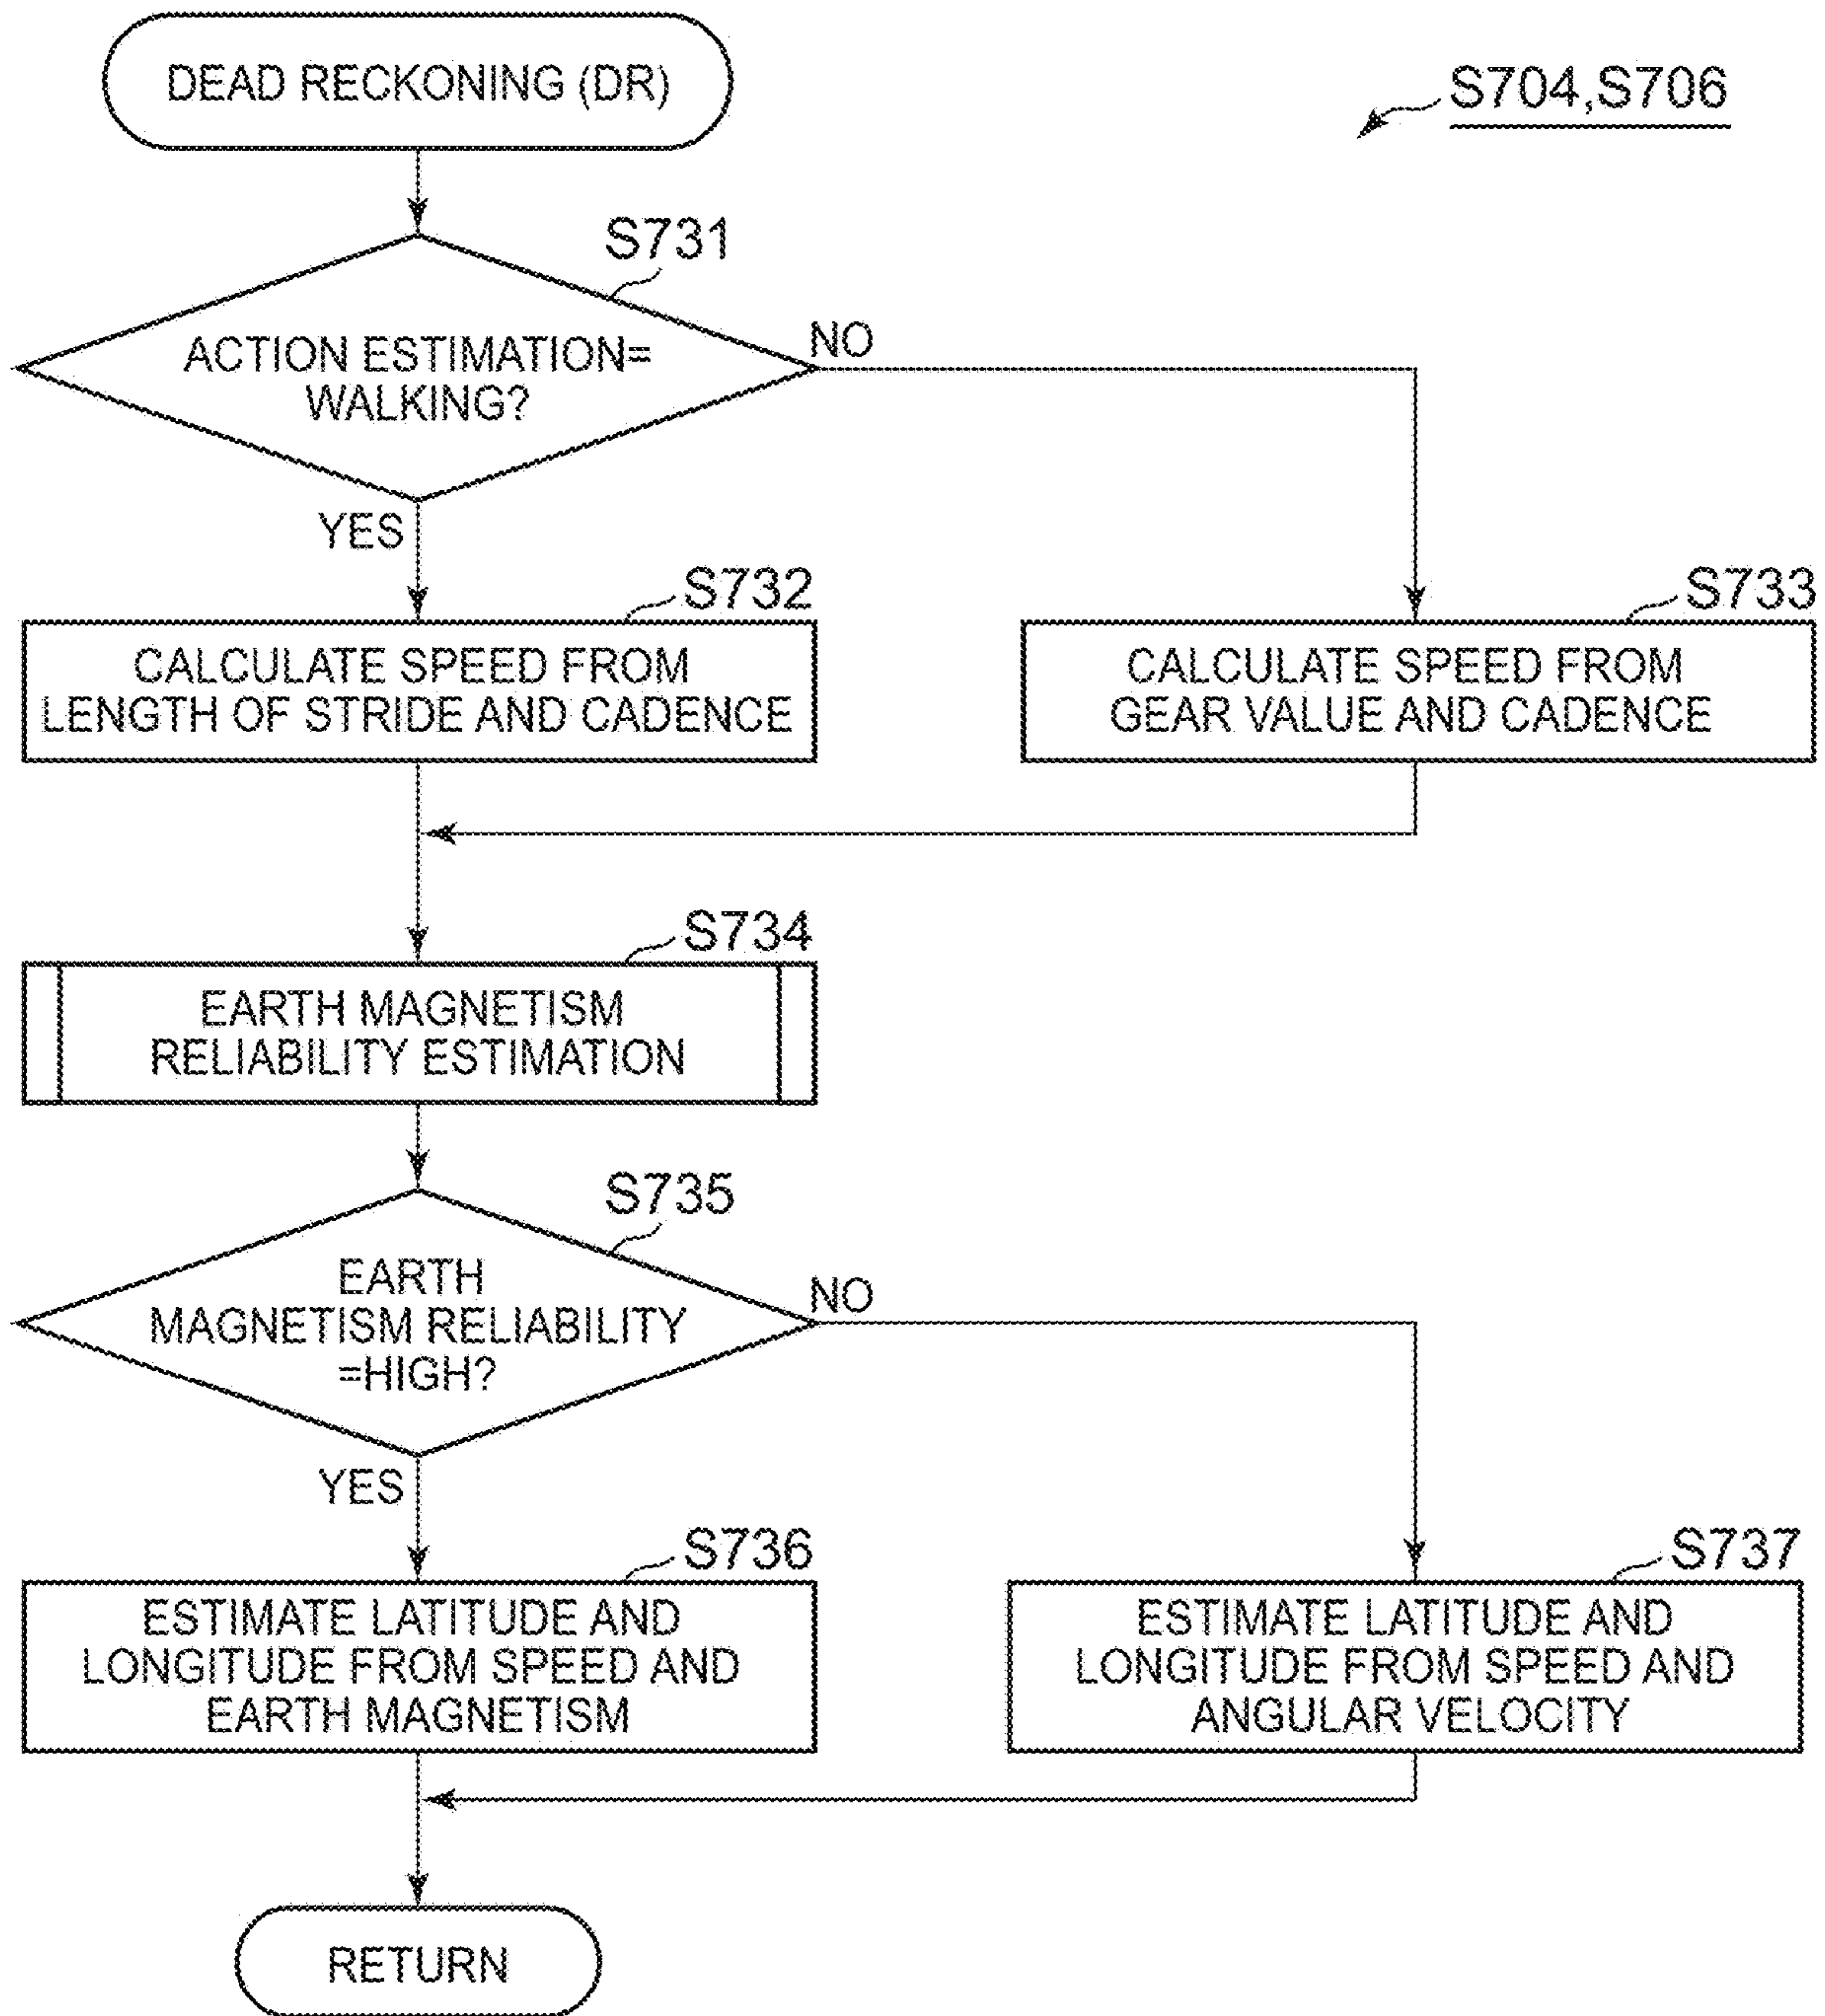 DEAD RECKONING (DR)
S704,S706
S731
ACTION ESTIMATION=
WALKING?
NO
YES
S732
CALCULATE SPEED FROM
LENGTH OF STRIDE AND CADENCE
S733
CALCULATE SPEED FROM
GEAR VALUE AND CADENCE
S734
EARTH MAGNETISM
RELIABILITY ESTIMATION
S735
EARTH
MAGNETISM RELIABILITY
=HIGH?
NO
YES
S736
ESTIMATE LATITUDE AND
LONGITUDE FROM SPEED AND
EARTH MAGNETISM
S737
ESTIMATE LATITUDE AND
LONGITUDE FROM SPEED AND
ANGULAR VELOCITY
RETURN